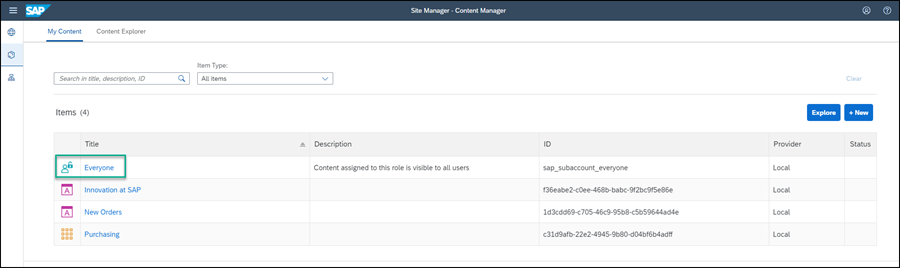 SAP Site Manager - Content Manager
My Content Content Explorer
Item Type:
Search in title, description, ID All items Clear
Items (4) Explore + New
Title Description ID Provider Status
Everyone Content assigned to this role is visible to all users sap_subaccount_everyone Local
A Innovation at SAP f36eabe2-c0ee-468b-babc-9f2bc9f5e86e Local
A New Orders 1d3cdd69-c705-46c9-95b8-c5b59644ad4e Local
Purchasing c31d9afb-22e2-4945-9b80-d04bf6b4adff Local